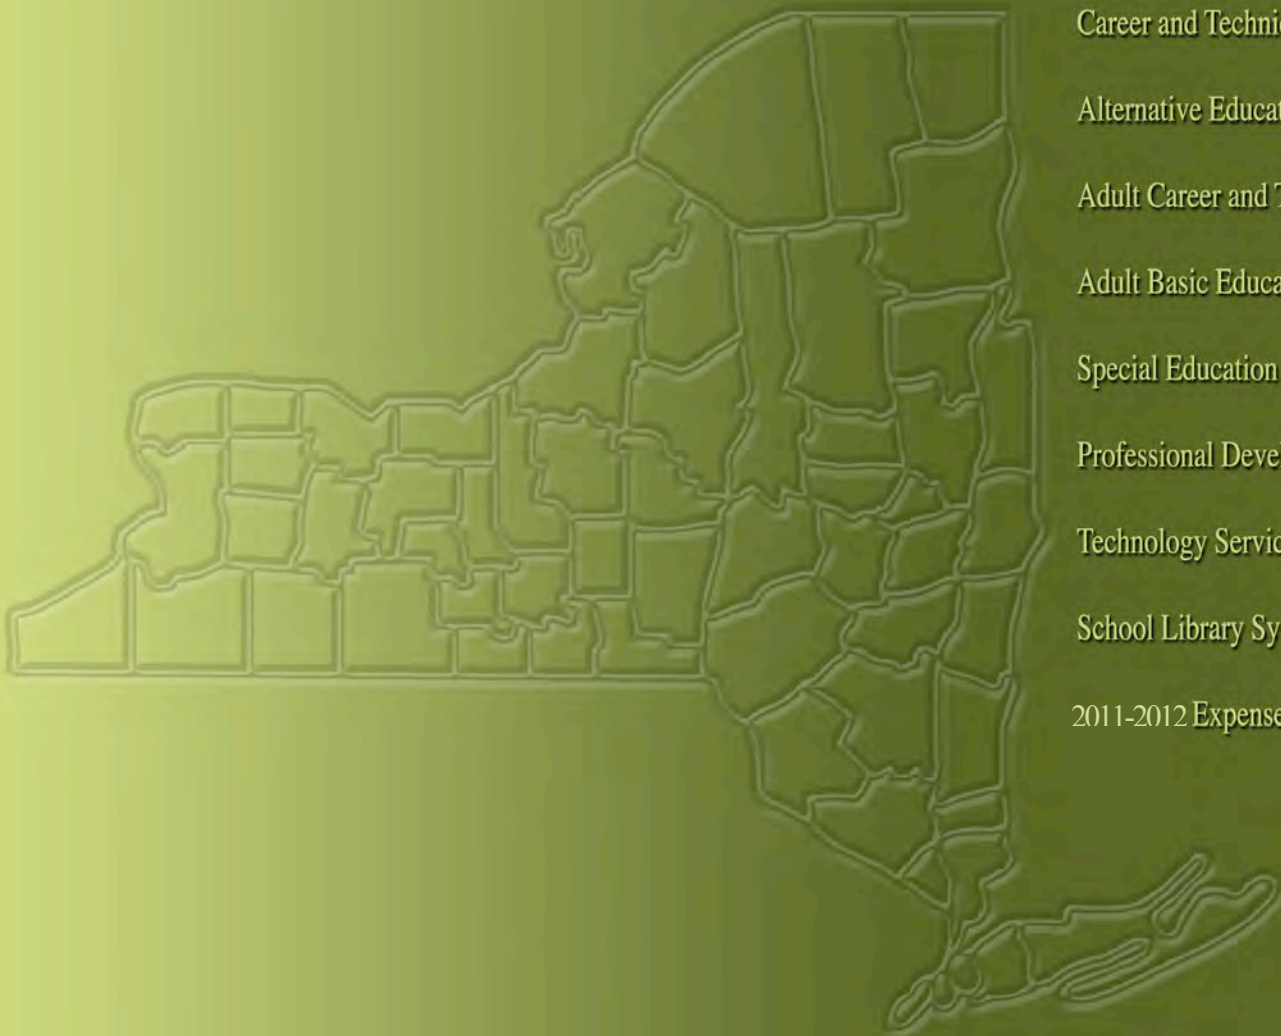 Career and Techni
Alternative Educat
Adult Career and T
Adult Basic Educa
Special Education
Professional Deve
Technology Servic
School Library Sy
2011-2012 Expense